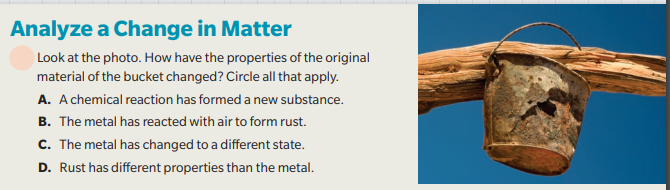 Analyze a Change in Matter
Look at the photo. How have the properties of the original
material of the bucket changed? Circle all that apply.
A. A chemical reaction has formed a new substance.
B. The metal has reacted with air to form rust.
C. The metal has changed to a different state.
D. Rust has different properties than the metal.